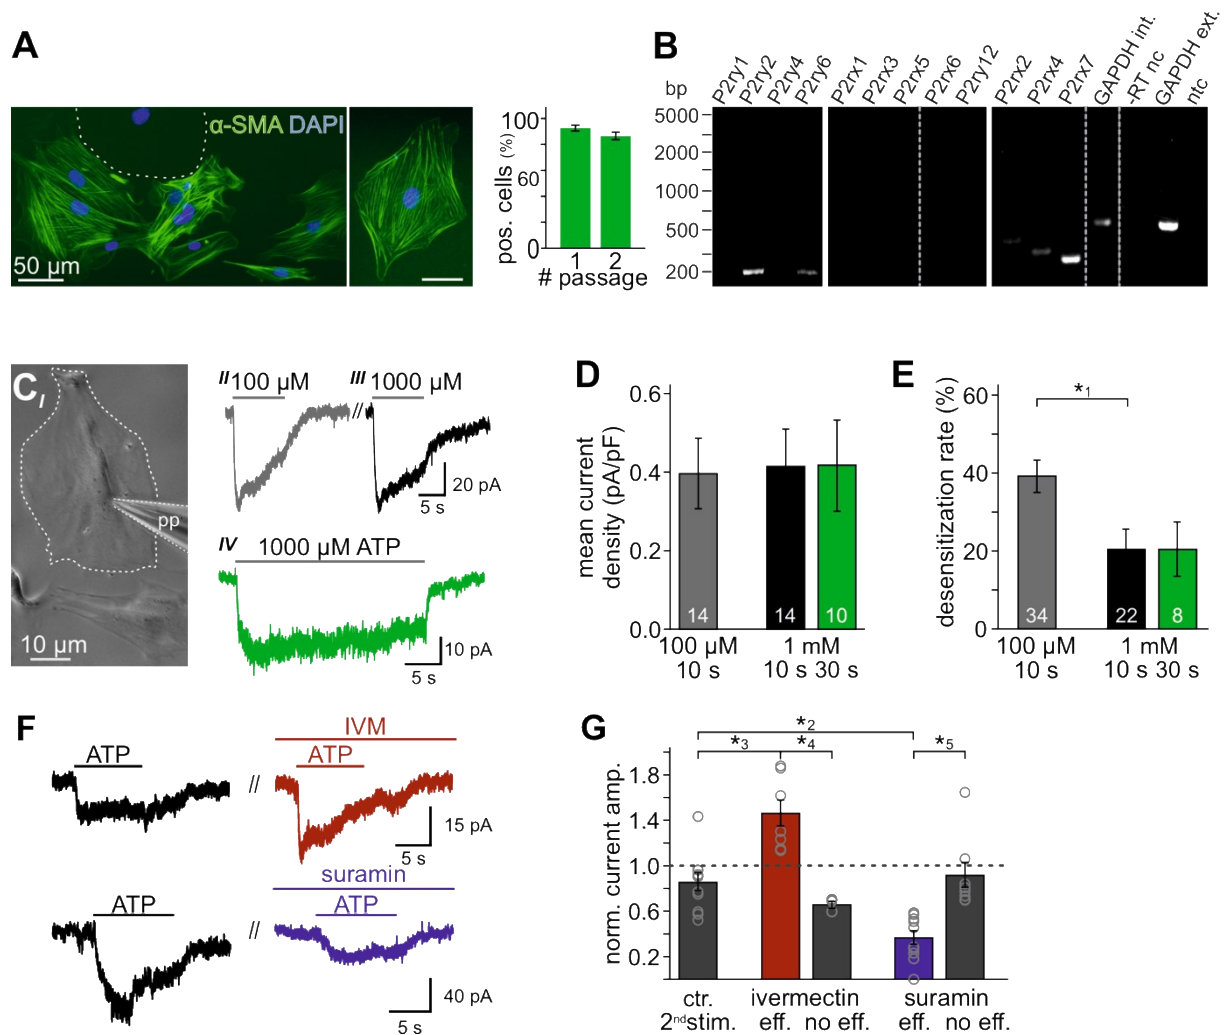 A
α-SMA DAPI
50 µm
pos. cells (%)
100
60
0
1 2
# passage
B
bp
P2ry1 P2ry2 P2ry4 P2ry6 P2rx1 P2rx3 P2rx5 P2rx6 P2ry12 P2rx2 P2rx4 P2rx7 GAPDH int. -RT nc GAPDH ext. ntc
5000
2000
1000
500
200
C I
pp
10 µm
II 100 µM III 1000 µM
//
20 pA
5 s
IV 1000 µM ATP
10 pA
5 s
D
mean current
density (pA/pF)
0.6
0.4
0.2
0.0
14 14 10
100 µM 1 mM
10 s 10 s 30 s
E
desensitization rate (%)
60
40
20
0
*1
34 22 8
100 µM 1 mM
10 s 10 s 30 s
F
IVM
ATP // ATP
15 pA
5 s
suramin
ATP // ATP
40 pA
5 s
G
norm. current amp.
*2
*3 *4 *5
1.8
1.4
1.0
0.6
0.2
ctr. ivermectin suramin
2nd stim. eff. no eff. eff. no eff.